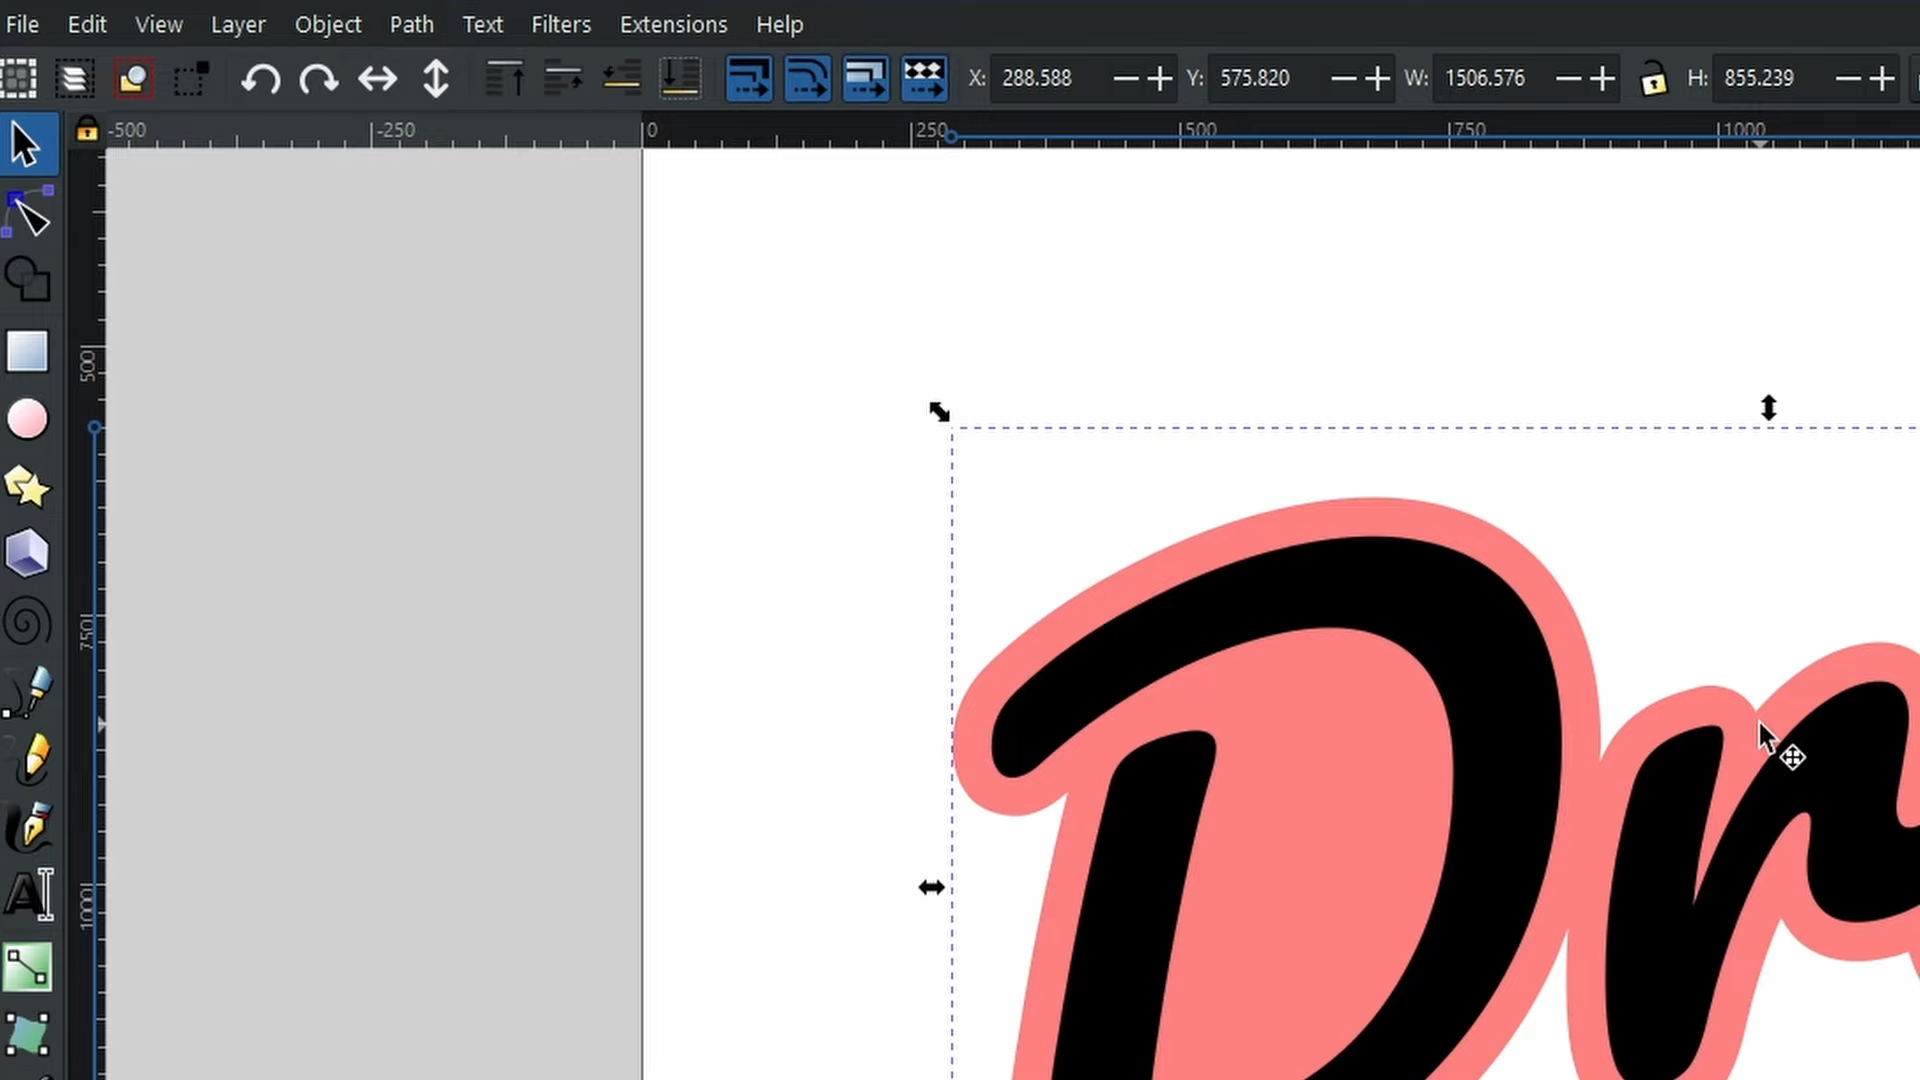 File Edit View Layer Object Path Text Filters Extensions Help
X: 288.588 Y: 575.820 W: 1506.576 H: 855.239
-500 -250 0 250 500 750 1000
500
750
1000
Dr